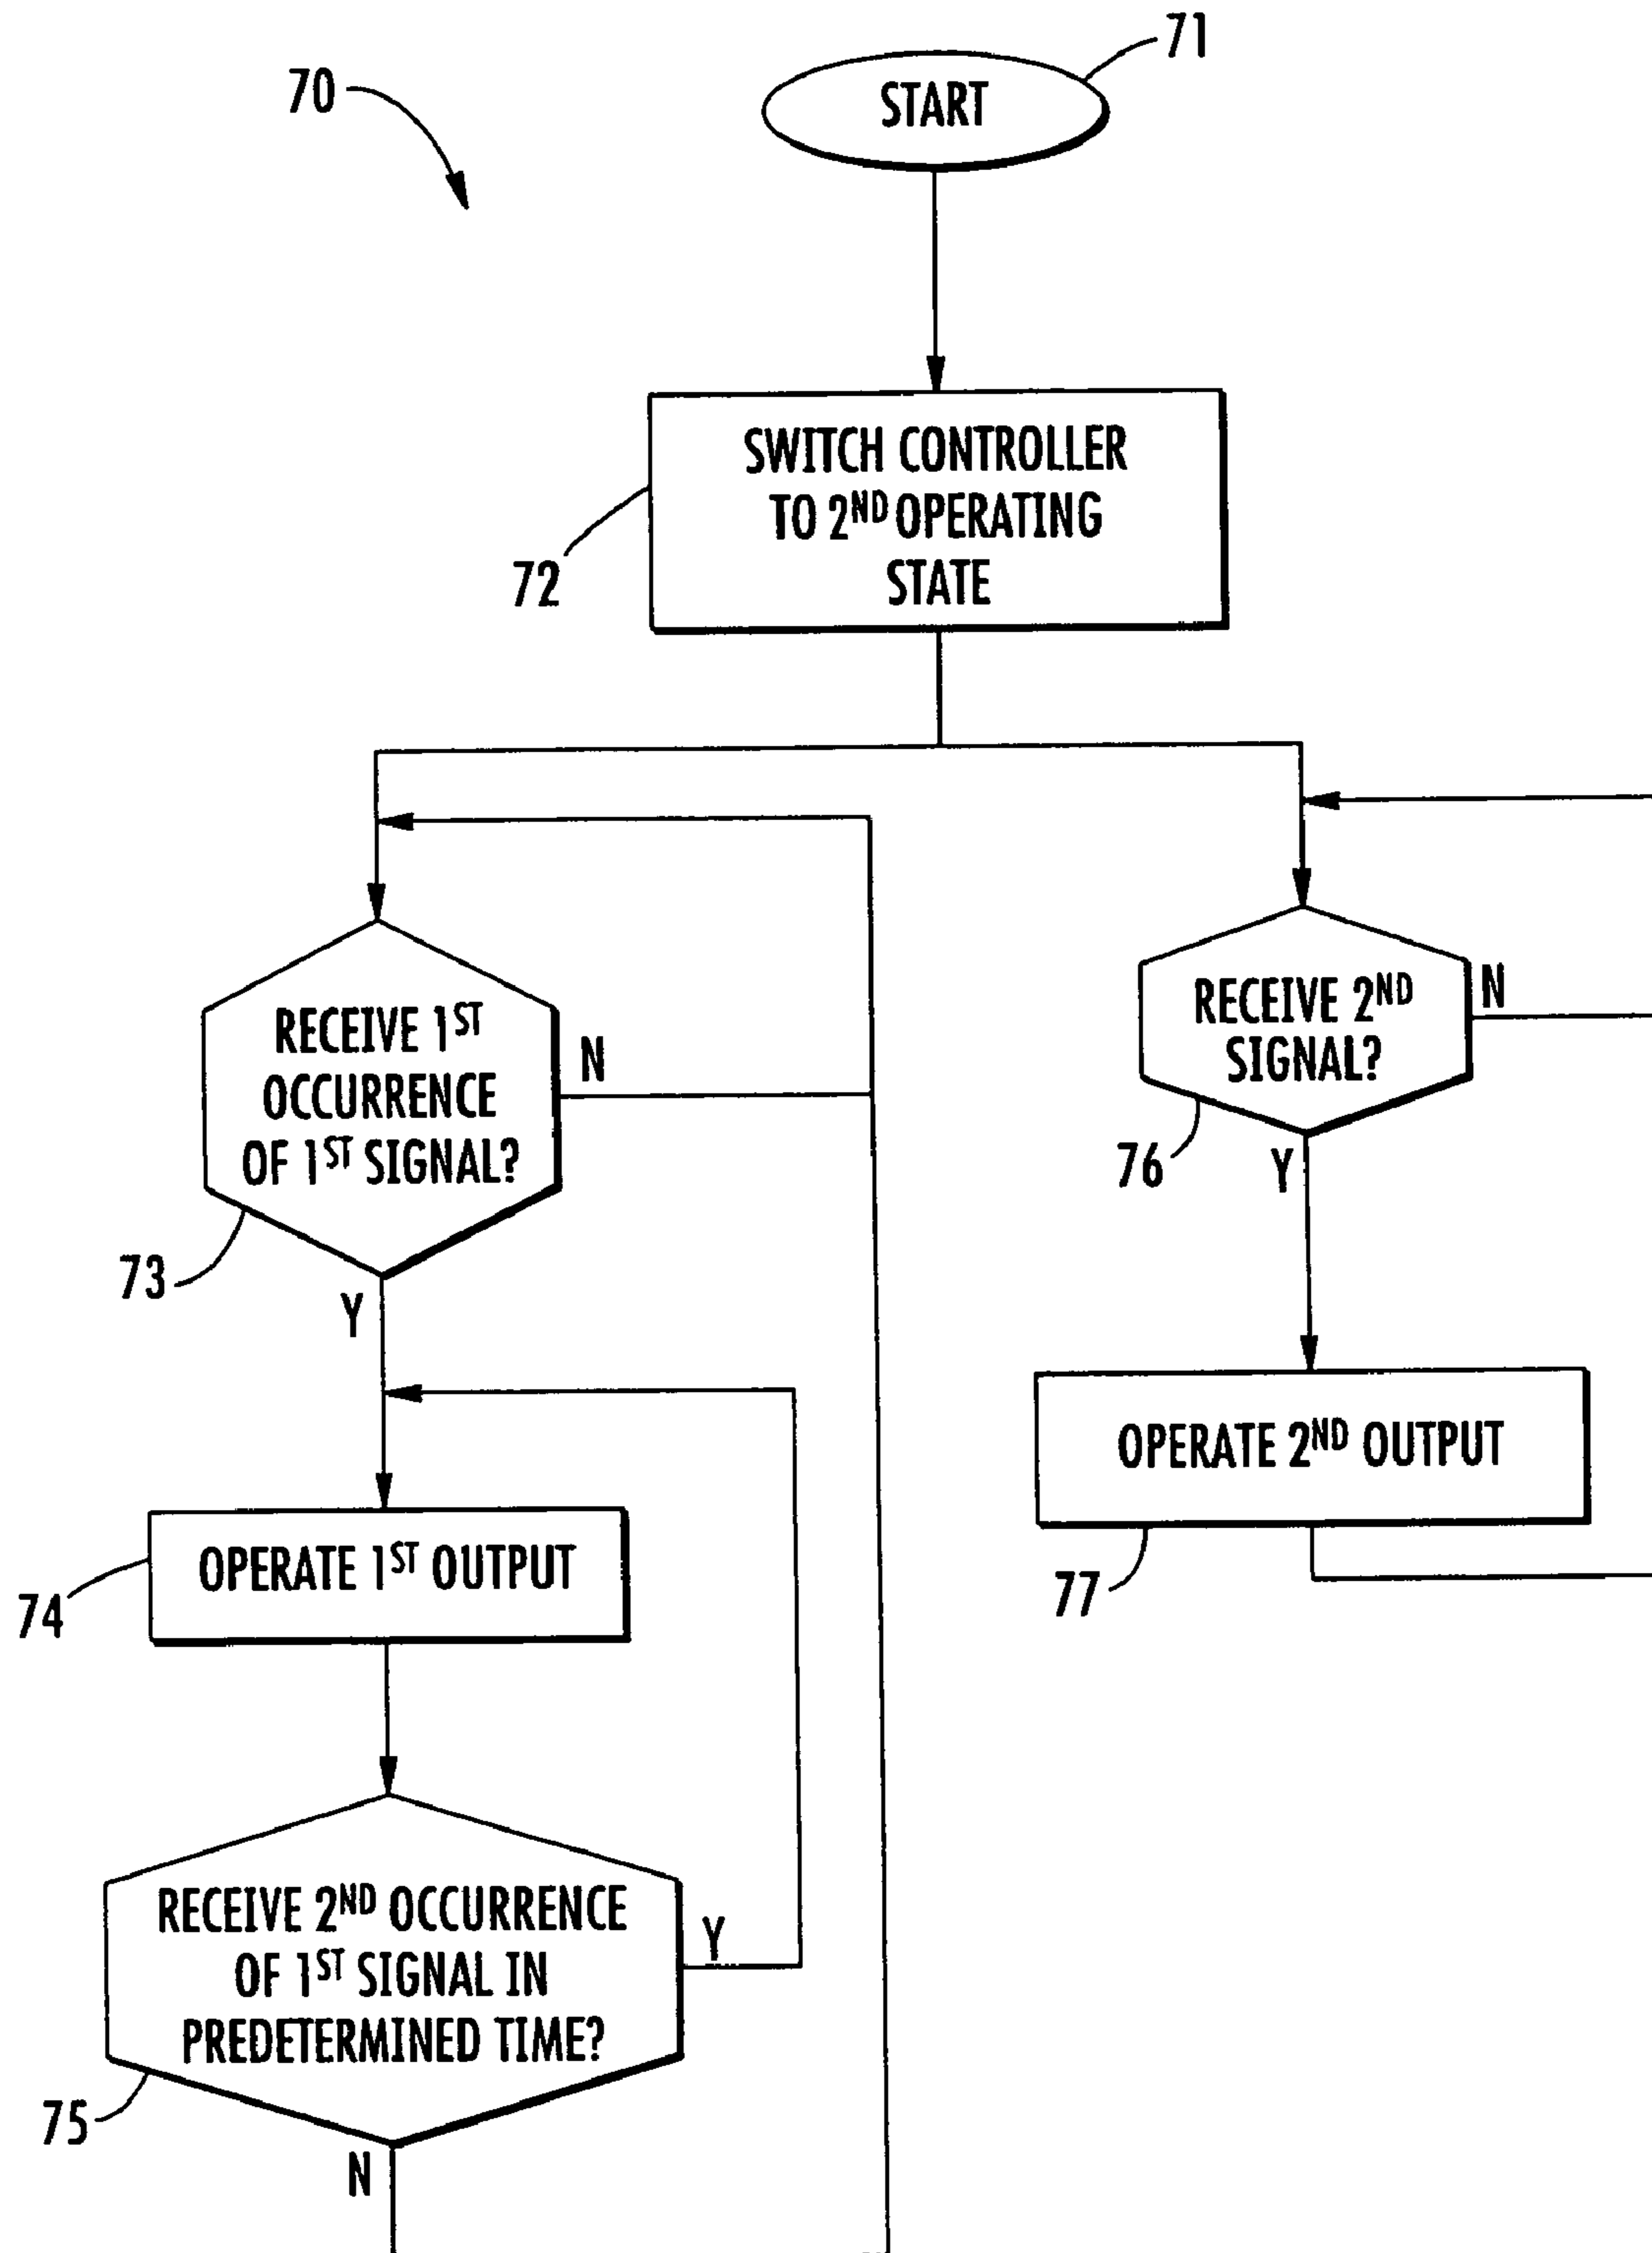 70
71
START
72
SWITCH CONTROLLER
TO 2ND OPERATING
STATE
73
RECEIVE 1ST
OCCURRENCE
OF 1ST SIGNAL?
N
Y
74
OPERATE 1ST OUTPUT
75
RECEIVE 2ND OCCURRENCE
OF 1ST SIGNAL IN
PREDETERMINED TIME?
Y
N
76
RECEIVE 2ND
SIGNAL?
N
Y
77
OPERATE 2ND OUTPUT